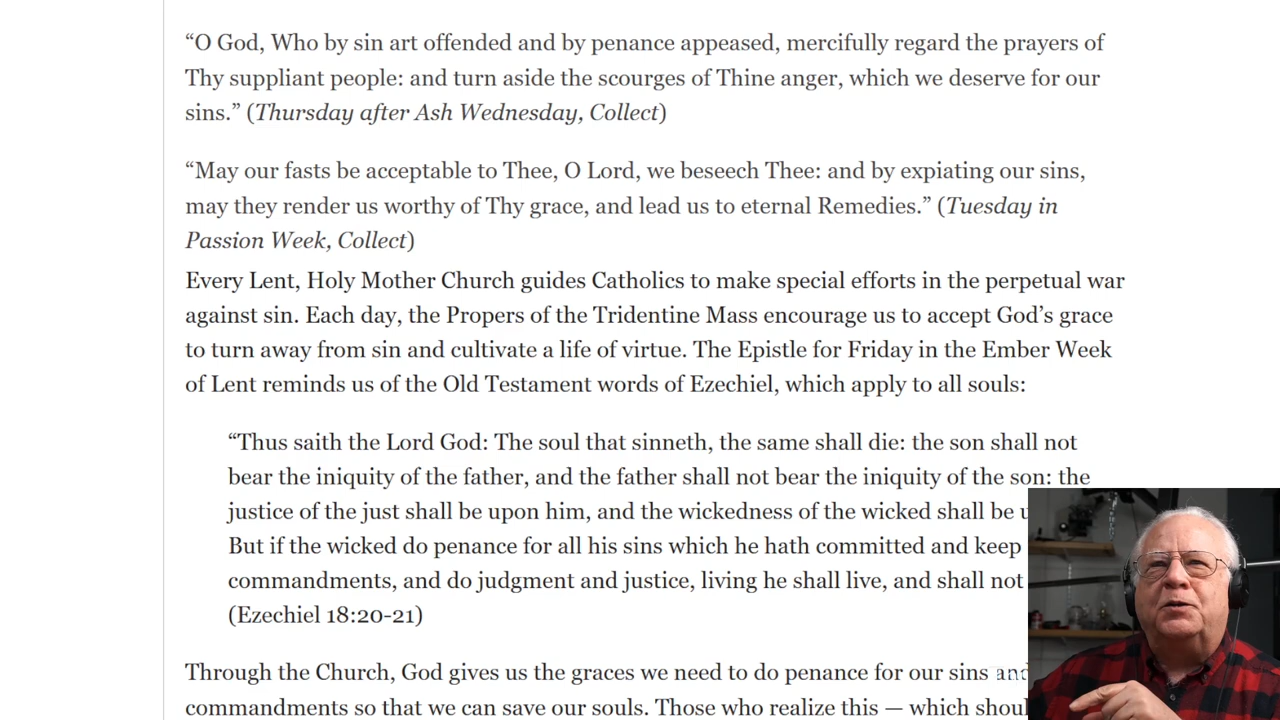 “O God, Who by sin art offended and by penance appeased, mercifully regard the prayers of
Thy suppliant people: and turn aside the scourges of Thine anger, which we deserve for our
sins.” (Thursday after Ash Wednesday, Collect)
“May our fasts be acceptable to Thee, O Lord, we beseech Thee: and by expiating our sins,
may they render us worthy of Thy grace, and lead us to eternal Remedies.” (Tuesday in
Passion Week, Collect)
Every Lent, Holy Mother Church guides Catholics to make special efforts in the perpetual war
against sin. Each day, the Propers of the Tridentine Mass encourage us to accept God’s grace
to turn away from sin and cultivate a life of virtue. The Epistle for Friday in the Ember Week
of Lent reminds us of the Old Testament words of Ezechiel, which apply to all souls:
“Thus saith the Lord God: The soul that sinneth, the same shall die: the son shall not
bear the iniquity of the father, and the father shall not bear the iniquity of the son: the
justice of the just shall be upon him, and the wickedness of the wicked shall be
But if the wicked do penance for all his sins which he hath committed and keep
commandments, and do judgment and justice, living he shall live, and shall not
(Ezechiel 18:20-21)
Through the Church, God gives us the graces we need to do penance for our sins and
commandments so that we can save our souls. Those who realize this — which